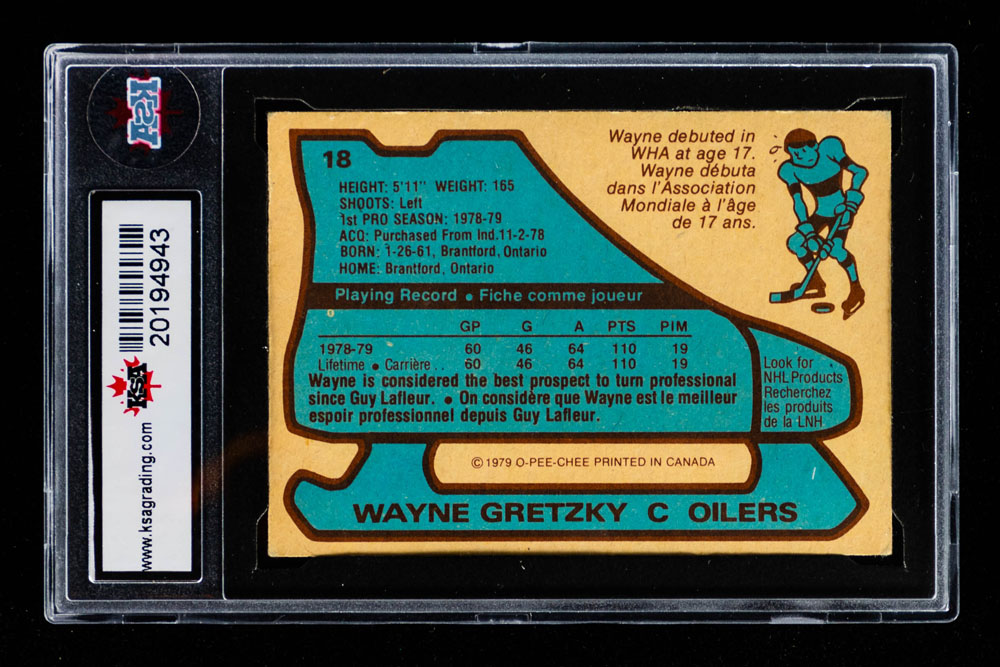 KSA
20194943
KSA
www.ksagrading.com
18
HEIGHT: 5'11" WEIGHT: 165
SHOOTS: Left
1st PRO SEASON: 1978-79
ACQ: Purchased From Ind.11-2-78
BORN: 1-26-61, Brantford, Ontario
HOME: Brantford, Ontario
Wayne debuted in
WHA at age 17.
Wayne débuta
dans l'Association
Mondiale à l'âge
de 17 ans.
9
Playing Record • Fiche comme joueur
GP G A PTS PIM
1978-79 60 46 64 110 19
Lifetime • Carrière . . 60 46 64 110 19
Wayne is considered the best prospect to turn professional
since Guy Lafleur. • On considère que Wayne est le meilleur
espoir professionnel depuis Guy Lafleur.
Look for
NHL Products
Recherchez
les produits
de la LNH
© 1979 O-PEE-CHEE PRINTED IN CANADA
WAYNE GRETZKY C OILERS